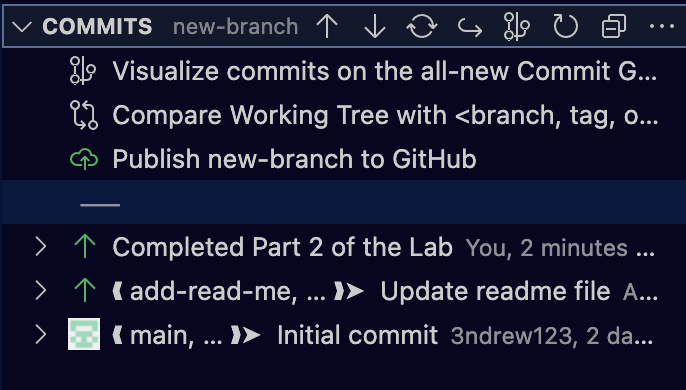 COMMITS new-branch
Visualize commits on the all-new Commit G...
Compare Working Tree with <branch, tag, o...
Publish new-branch to GitHub
Completed Part 2 of the Lab You, 2 minutes ...
⦗ add-read-me, ... ⦘➤ Update readme file A...
⦗ main, ... ⦘➤ Initial commit 3ndrew123, 2 da...